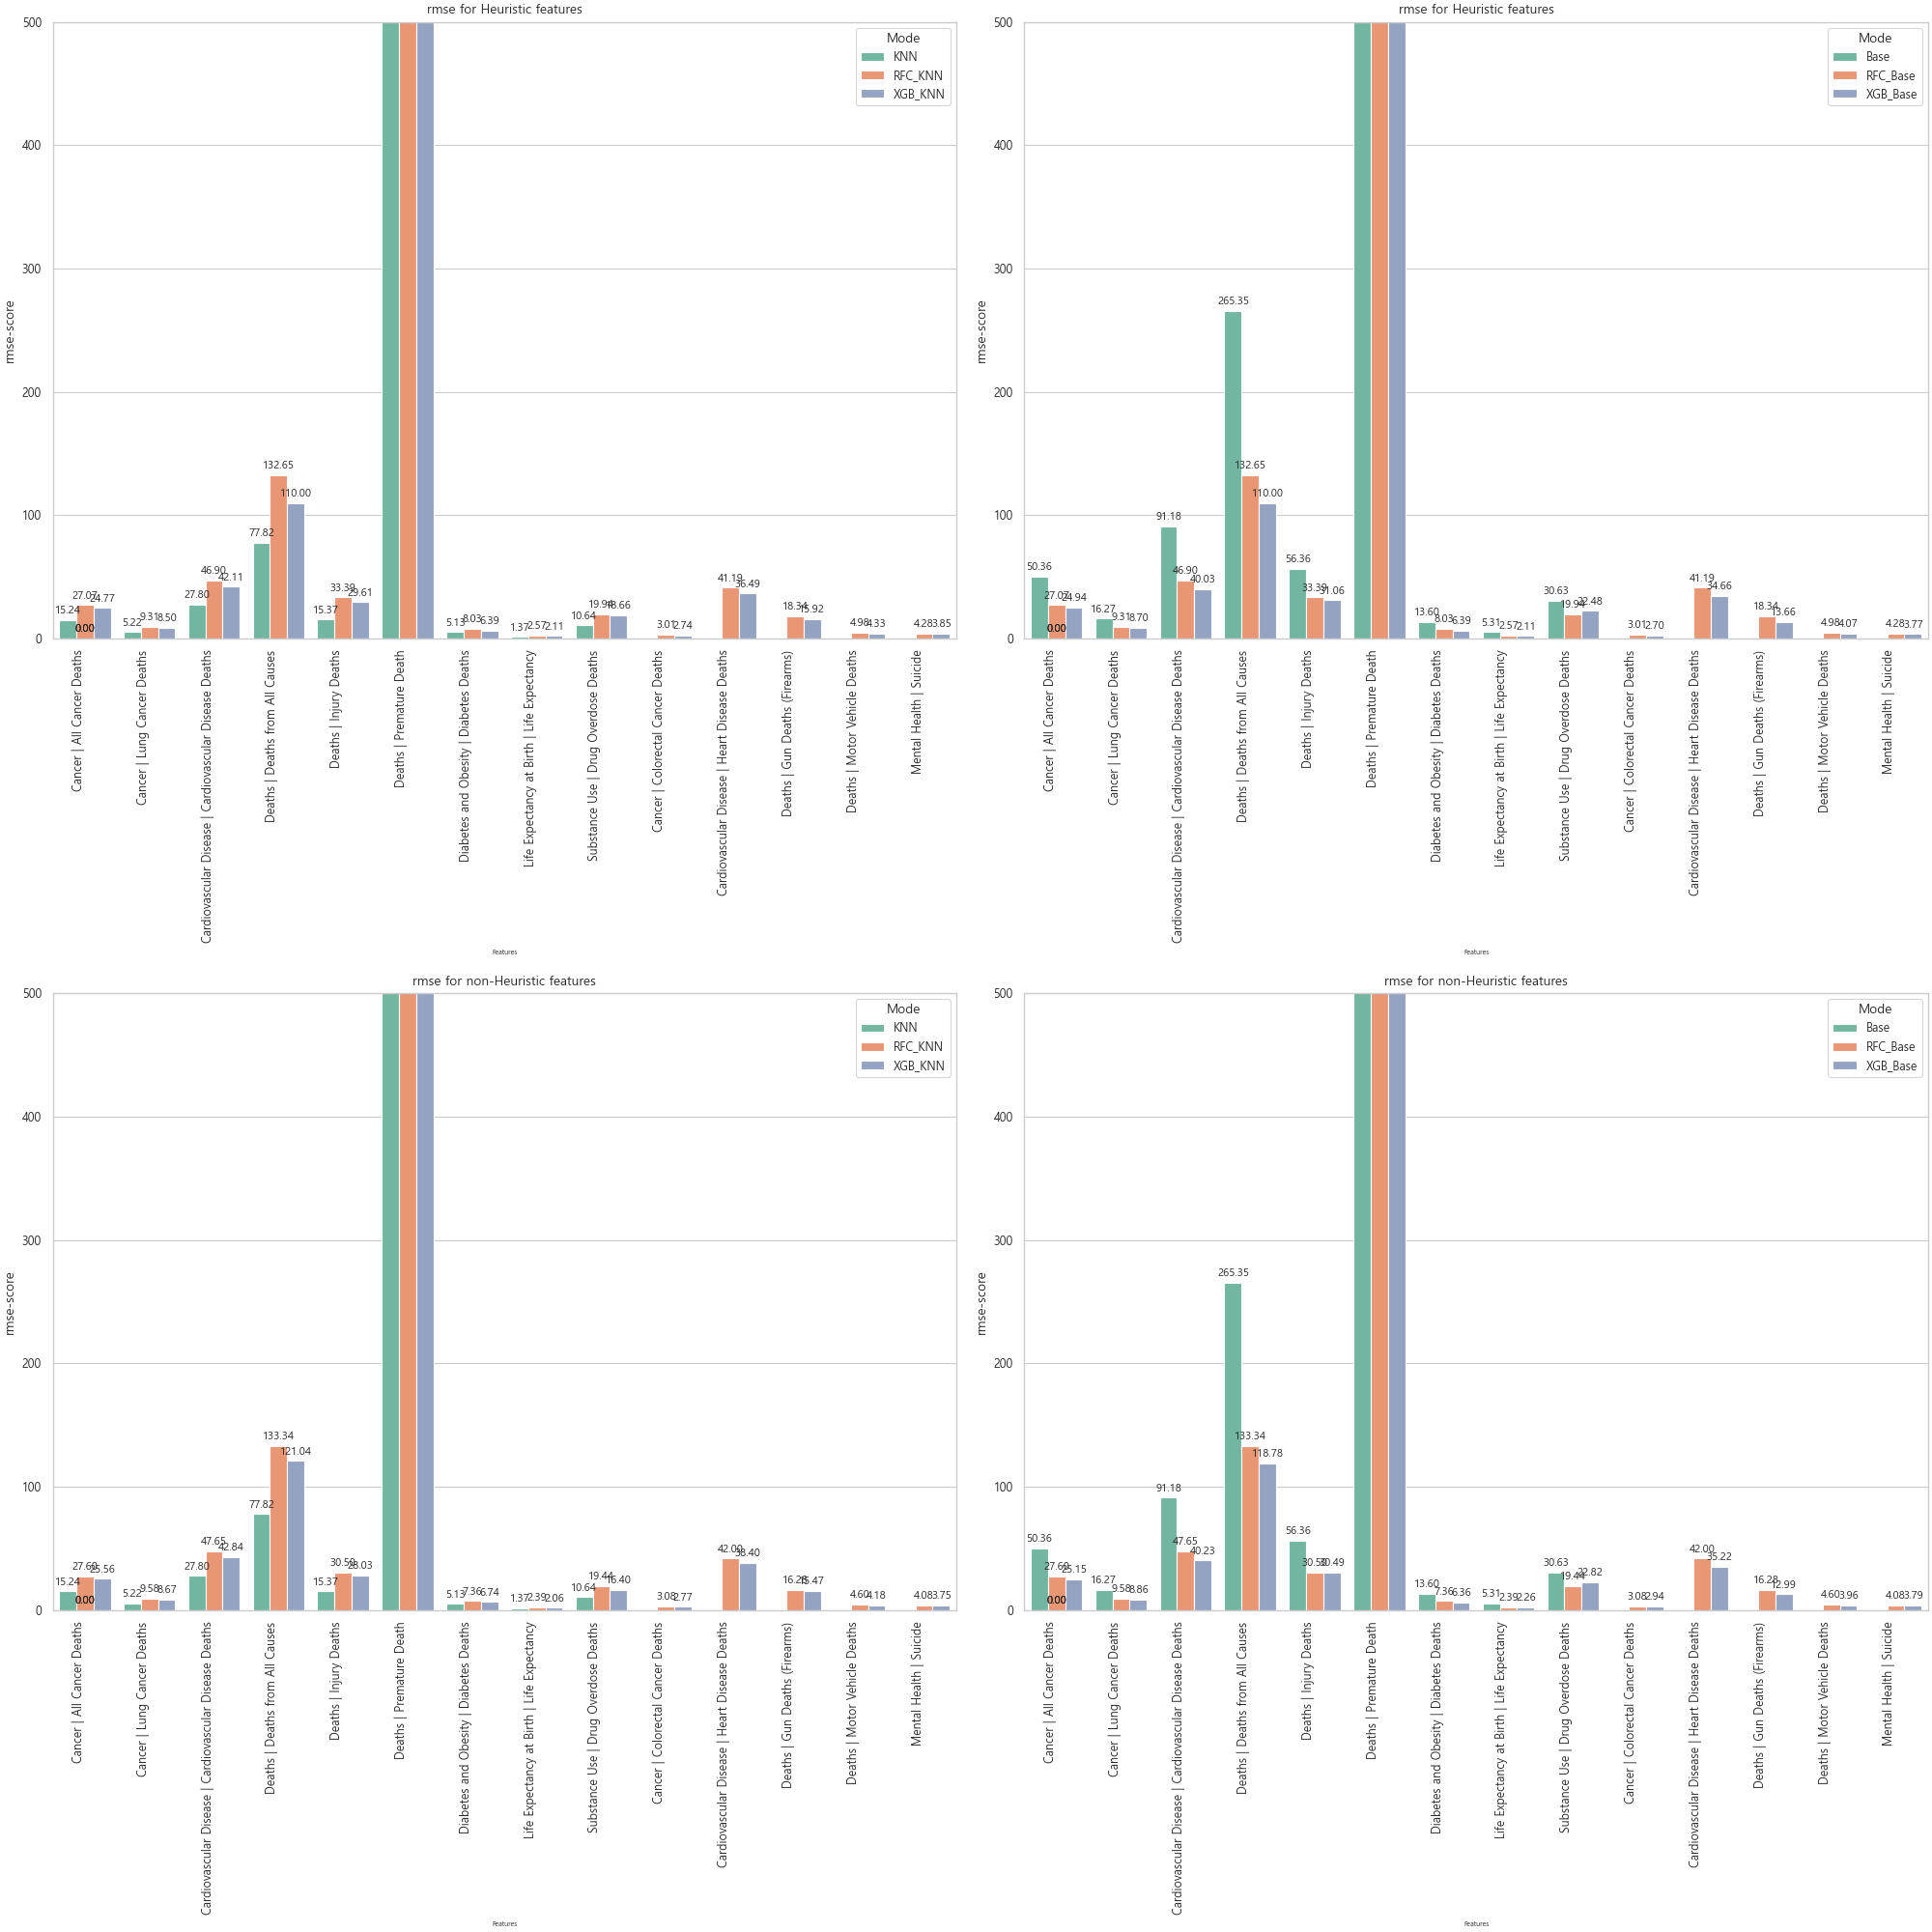 rmse for Heuristic features
500
400
300
200
100
0
rmse-score
Mode
KNN
RFC_KNN
XGB_KNN
15.24
27.07
24.77
0.00
5.22
9.31
8.50
27.80
46.90
42.11
77.82
132.65
110.00
15.37
33.39
29.61
5.13
8.03
6.39
1.37
2.57
2.11
10.64
19.94
18.66
3.01
2.74
41.19
36.49
18.34
15.92
4.98
4.33
4.28
3.85
Cancer | All Cancer Deaths
Cancer | Lung Cancer Deaths
Cardiovascular Disease | Cardiovascular Disease Deaths
Deaths | Deaths from All Causes
Deaths | Injury Deaths
Deaths | Premature Death
Diabetes and Obesity | Diabetes Deaths
Life Expectancy at Birth | Life Expectancy
Substance Use | Drug Overdose Deaths
Cancer | Colorectal Cancer Deaths
Cardiovascular Disease | Heart Disease Deaths
Deaths | Gun Deaths (Firearms)
Deaths | Motor Vehicle Deaths
Mental Health | Suicide
Features
rmse for Heuristic features
500
400
300
200
100
0
rmse-score
Mode
Base
RFC_Base
XGB_Base
50.36
27.07
24.94
0.00
16.27
9.31
8.70
91.18
46.90
40.03
265.35
132.65
110.00
56.36
33.39
31.06
13.60
8.03
6.39
5.31
2.57
2.11
30.63
19.94
22.48
3.01
2.70
41.19
34.66
18.34
13.66
4.98
4.07
4.28
3.77
Cancer | All Cancer Deaths
Cancer | Lung Cancer Deaths
Cardiovascular Disease | Cardiovascular Disease Deaths
Deaths | Deaths from All Causes
Deaths | Injury Deaths
Deaths | Premature Death
Diabetes and Obesity | Diabetes Deaths
Life Expectancy at Birth | Life Expectancy
Substance Use | Drug Overdose Deaths
Cancer | Colorectal Cancer Deaths
Cardiovascular Disease | Heart Disease Deaths
Deaths | Gun Deaths (Firearms)
Deaths | Motor Vehicle Deaths
Mental Health | Suicide
Features
rmse for non-Heuristic features
500
400
300
200
100
0
rmse-score
Mode
KNN
RFC_KNN
XGB_KNN
15.24
27.60
25.56
0.00
5.22
9.58
8.67
27.80
47.65
42.84
77.82
133.34
121.04
15.37
30.50
28.03
5.13
7.36
6.74
1.37
2.39
2.06
10.64
19.44
16.40
3.08
2.77
42.00
38.40
16.28
15.47
4.60
4.18
4.08
3.75
Cancer | All Cancer Deaths
Cancer | Lung Cancer Deaths
Cardiovascular Disease | Cardiovascular Disease Deaths
Deaths | Deaths from All Causes
Deaths | Injury Deaths
Deaths | Premature Death
Diabetes and Obesity | Diabetes Deaths
Life Expectancy at Birth | Life Expectancy
Substance Use | Drug Overdose Deaths
Cancer | Colorectal Cancer Deaths
Cardiovascular Disease | Heart Disease Deaths
Deaths | Gun Deaths (Firearms)
Deaths | Motor Vehicle Deaths
Mental Health | Suicide
Features
rmse for non-Heuristic features
500
400
300
200
100
0
rmse-score
Mode
Base
RFC_Base
XGB_Base
50.36
27.60
25.15
0.00
16.27
9.58
8.86
91.18
47.65
40.23
265.35
133.34
118.78
56.36
30.50
30.49
13.60
7.36
6.36
5.31
2.39
2.26
30.63
19.44
22.82
3.08
2.94
42.00
35.22
16.28
12.99
4.60
3.96
4.08
3.79
Cancer | All Cancer Deaths
Cancer | Lung Cancer Deaths
Cardiovascular Disease | Cardiovascular Disease Deaths
Deaths | Deaths from All Causes
Deaths | Injury Deaths
Deaths | Premature Death
Diabetes and Obesity | Diabetes Deaths
Life Expectancy at Birth | Life Expectancy
Substance Use | Drug Overdose Deaths
Cancer | Colorectal Cancer Deaths
Cardiovascular Disease | Heart Disease Deaths
Deaths | Gun Deaths (Firearms)
Deaths | Motor Vehicle Deaths
Mental Health | Suicide
Features